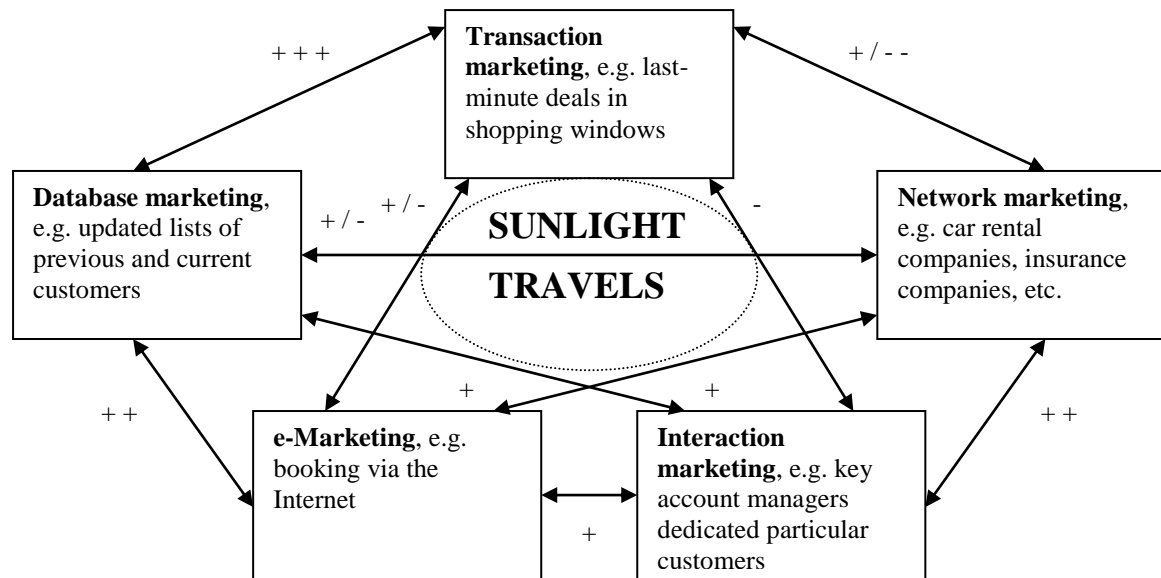 Transaction
marketing, e.g. last-
minute deals in
shopping windows
+ + +
+ / - -
Database marketing,
e.g. updated lists of
previous and current
customers
+ / -
+ / -
SUNLIGHT
TRAVELS
-
Network marketing,
e.g. car rental
companies, insurance
companies, etc.
+ +
+
+
+ +
e-Marketing, e.g.
booking via the
Internet
+
Interaction
marketing, e.g. key
account managers
dedicated particular
customers